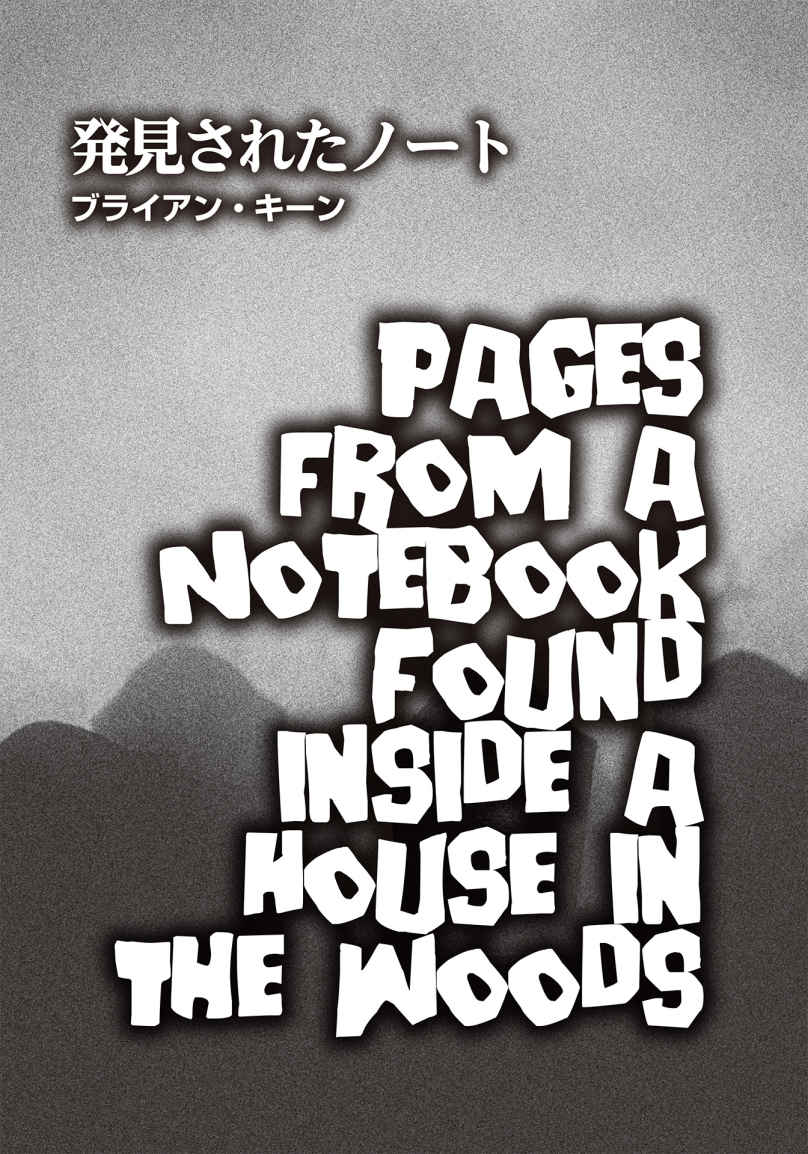 発見されたノート
ブライアン・キーン
PAGES
FROM A
NOTEBOOK
FOUND
INSIDE A
HOUSE IN
THE WOODS